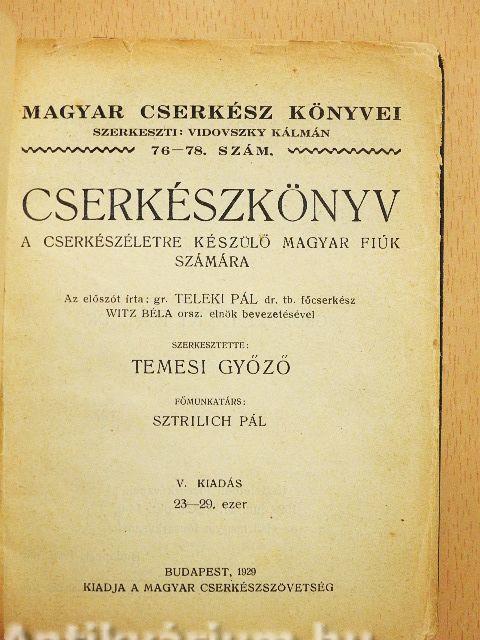 MAGYAR CSERKÉSZ KÖNYVEI
SZERKESZTI: VIDOVSZKY KÁLMÁN
76—78. SZÁM.
CSERKÉSZKÖNYV
A CSERKÉSZÉLETRE KÉSZÜLŐ MAGYAR FIÚK
SZÁMÁRA
Az előszót írta: gr. TELEKI PÁL dr. tb. főcserkész
WITZ BÉLA orsz. elnök bevezetésével
SZERKESZTETTE:
TEMESI GYŐZŐ
FŐMUNKATÁRS:
SZTRILICH PÁL
V. KIADÁS
23—29. ezer
BUDAPEST, 1929
KIADJA A MAGYAR CSERKÉSZSZÖVETSÉG
Antikvárium.hu